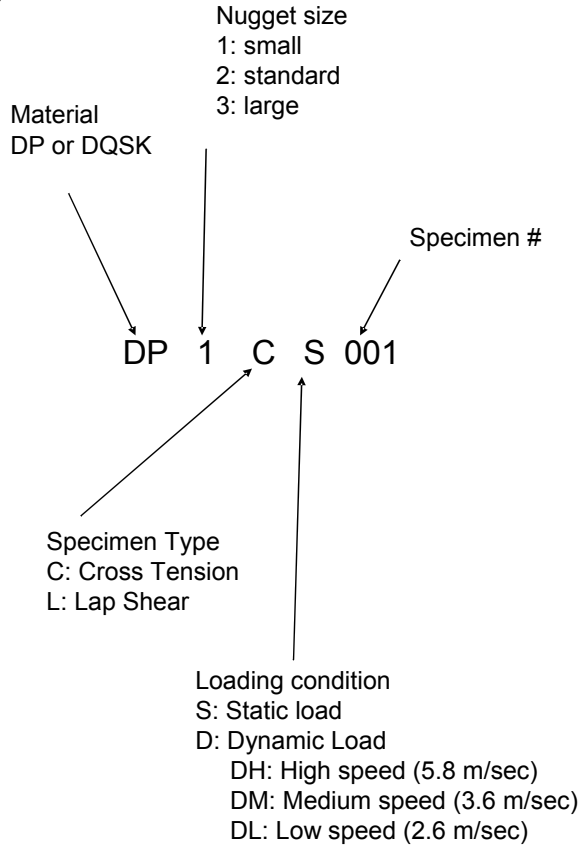 Nugget size
1: small
2: standard
3: large
Material
DP or DQSK
Specimen #
DP 1 C S 001
Specimen Type
C: Cross Tension
L: Lap Shear
Loading condition
S: Static load
D: Dynamic Load
DH: High speed (5.8 m/sec)
DM: Medium speed (3.6 m/sec)
DL: Low speed (2.6 m/sec)